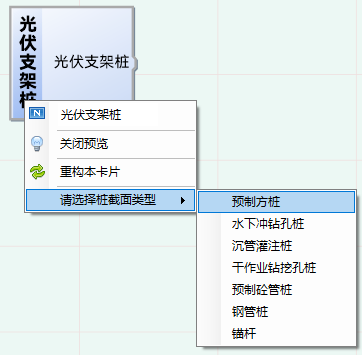 光伏支架桩
光伏支架桩
光伏支架桩
关闭预览
重构本卡片
请选择桩截面类型
预制方桩
水下冲钻孔桩
沉管灌注桩
干作业钻挖孔桩
预制砼管桩
钢管桩
锚杆